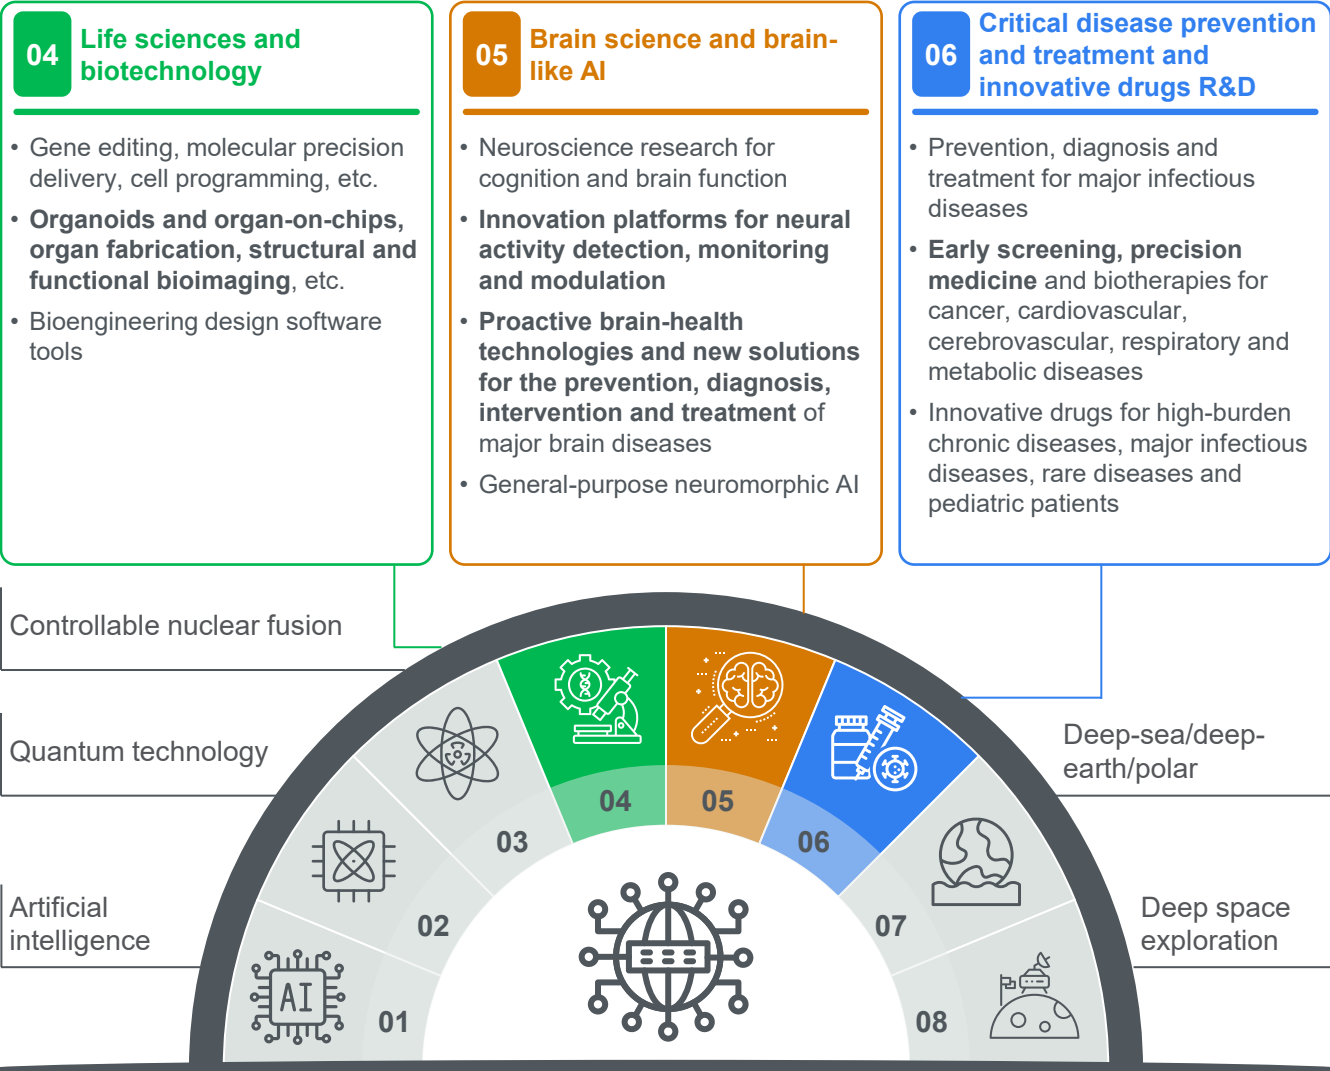 04
Life sciences and
biotechnology
• Gene editing, molecular precision
delivery, cell programming, etc.
• Organoids and organ-on-chips,
organ fabrication, structural and
functional bioimaging, etc.
• Bioengineering design software
tools
05
Brain science and brain-
like AI
• Neuroscience research for
cognition and brain function
• Innovation platforms for neural
activity detection, monitoring
and modulation
• Proactive brain-health
technologies and new solutions
for the prevention, diagnosis,
intervention and treatment of
major brain diseases
• General-purpose neuromorphic AI
06
Critical disease prevention
and treatment and
innovative drugs R&D
• Prevention, diagnosis and
treatment for major infectious
diseases
• Early screening, precision
medicine and biotherapies for
cancer, cardiovascular,
cerebrovascular, respiratory and
metabolic diseases
• Innovative drugs for high-burden
chronic diseases, major infectious
diseases, rare diseases and
pediatric patients
Controllable nuclear fusion
Quantum technology
Artificial
intelligence
AI
01
02
03
04
05
06
07
08
Deep-sea/deep-
earth/polar
Deep space
exploration